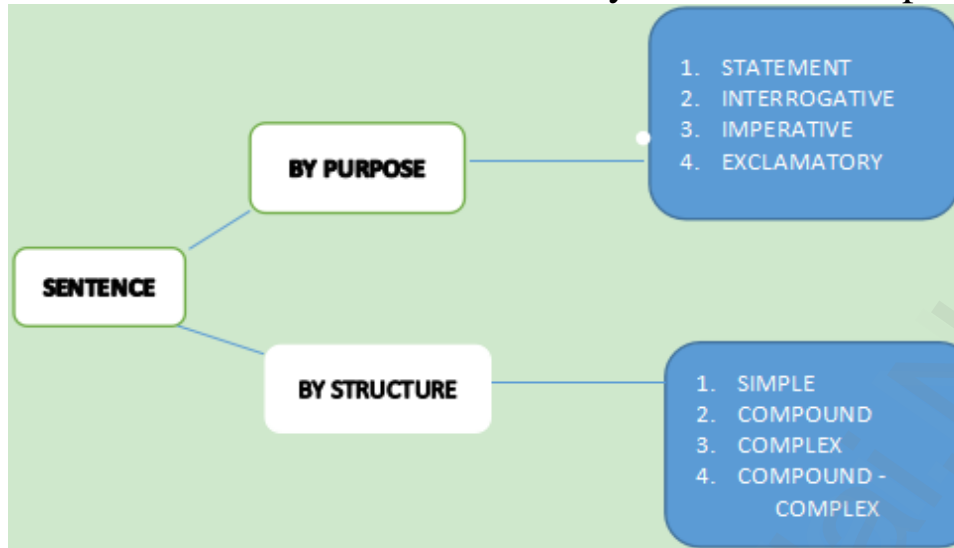 1. STATEMENT
2. INTERROGATIVE
3. IMPERATIVE
4. EXCLAMATORY
BY PURPOSE
SENTENCE
BY STRUCTURE
1. SIMPLE
2. COMPOUND
3. COMPLEX
4. COMPOUND -
COMPLEX